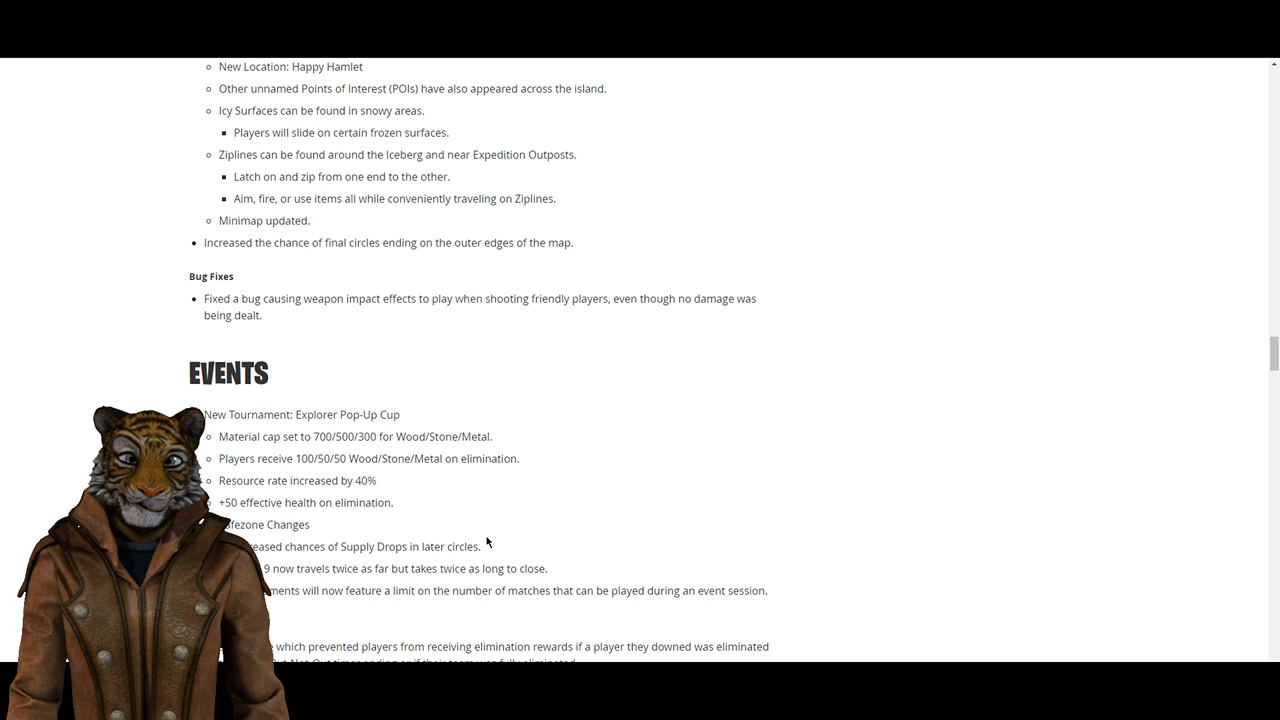 New Location: Happy Hamlet
Other unnamed Points of Interest (POIs) have also appeared across the island.
Icy Surfaces can be found in snowy areas.
Players will slide on certain frozen surfaces.
Ziplines can be found around the Iceberg and near Expedition Outposts.
Latch on and zip from one end to the other.
Aim, fire, or use items all while conveniently traveling on Ziplines.
Minimap updated.
Increased the chance of final circles ending on the outer edges of the map.
Bug Fixes
Fixed a bug causing weapon impact effects to play when shooting friendly players, even though no damage was
being dealt.
EVENTS
New Tournament: Explorer Pop-Up Cup
Material cap set to 700/500/300 for Wood/Stone/Metal.
Players receive 100/50/50 Wood/Stone/Metal on elimination.
Resource rate increased by 40%
+50 effective health on elimination.
Changes
chances of Supply Drops in later circles.
9 now travels twice as far but takes twice as long to close.
will now feature a limit on the number of matches that can be played during an event session.
which prevented players from receiving elimination rewards if a player they downed was eliminated